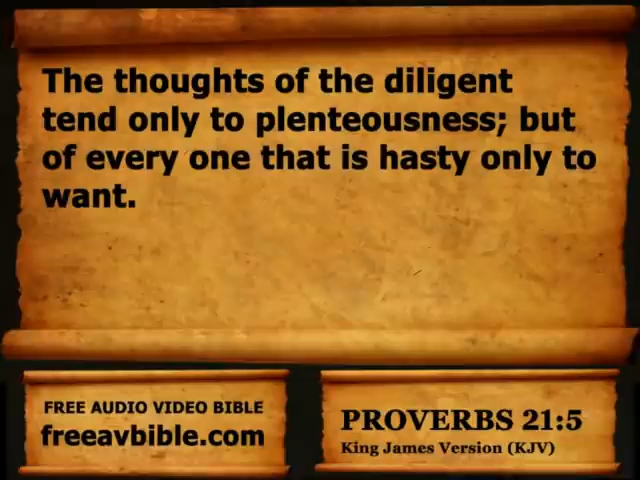 The thoughts of the diligent
tend only to plenteousness; but
of every one that is hasty only to
want.
FREE AUDIO VIDEO BIBLE
freeavbible.com
PROVERBS 21:5
King James Version (KJV)